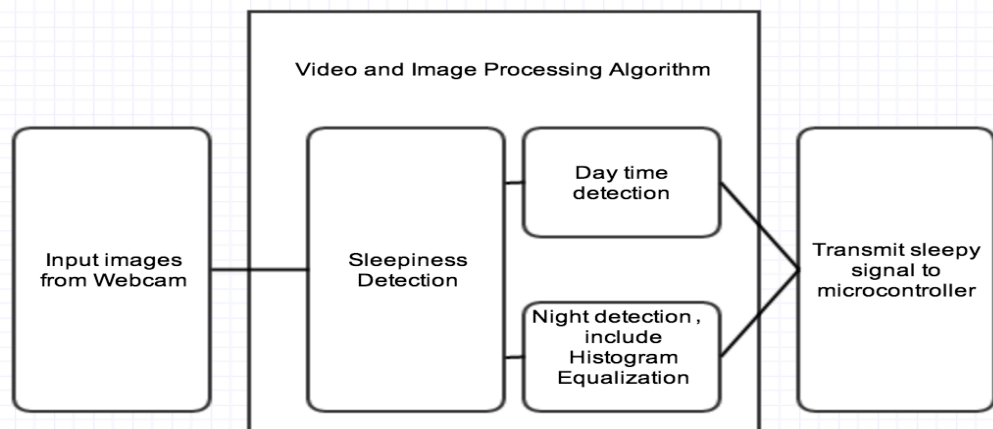 Video and Image Processing Algorithm
Input images
from Webcam
Sleepiness
Detection
Day time
detection
Night detection,
include
Histogram
Equalization
Transmit sleepy
signal to
microcontroller